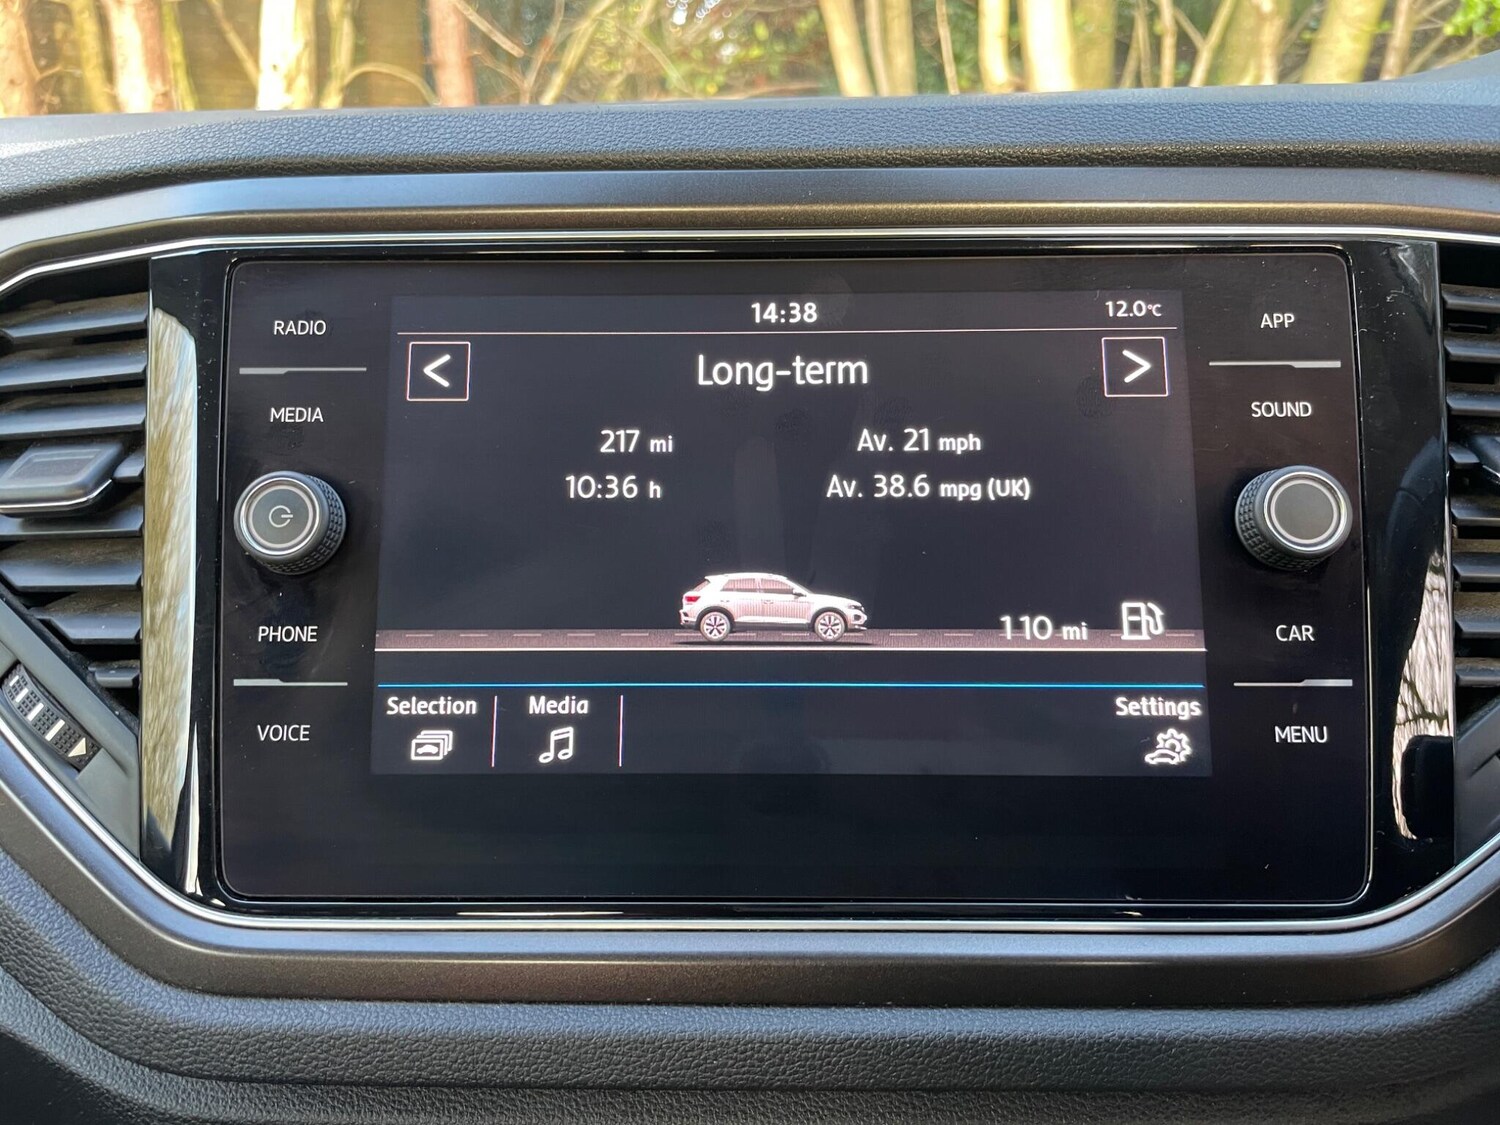 14:38
12.0°C
RADIO
APP
<
Long-term
>
MEDIA
SOUND
217 mi
Av. 21 mph
10:36 h
Av. 38.6 mpg (UK)
PHONE
110 mi
CAR
Selection
Media
Settings
VOICE
MENU